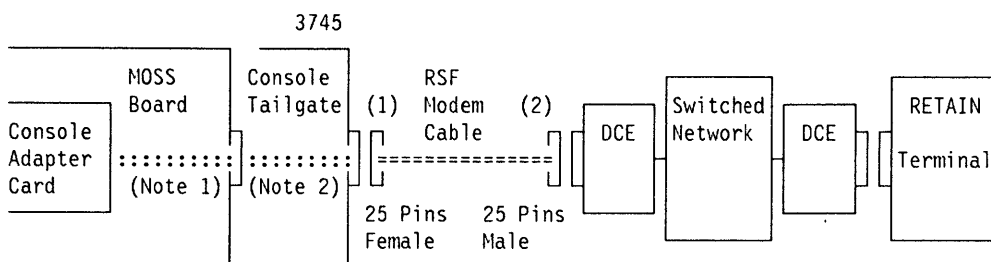 3745
MOSS Board
Console Tailgate
(1)
RSF Modem Cable
(2)
Console Adapter Card
(Note 1)
(Note 2)
25 Pins Female
25 Pins Male
DCE
Switched Network
DCE
RETAIN Terminal